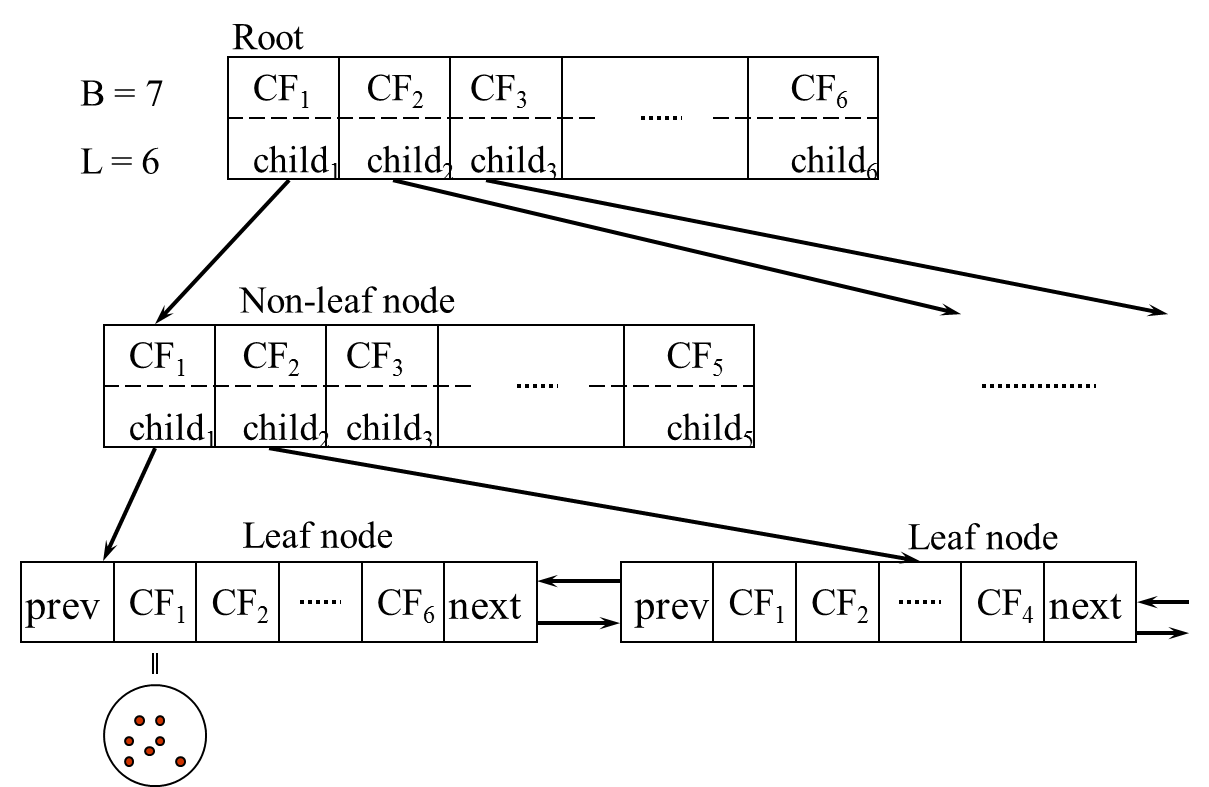 Root
B = 7
CF₁ CF₂ CF₃ ...... CF₆
L = 6
child₁ child₂ child₃ child₆
Non-leaf node
CF₁ CF₂ CF₃ ...... CF₅
child₁ child₂ child₃ child₅
Leaf node
Leaf node
prev CF₁ CF₂ ...... CF₆ next
prev CF₁ CF₂ ...... CF₄ next